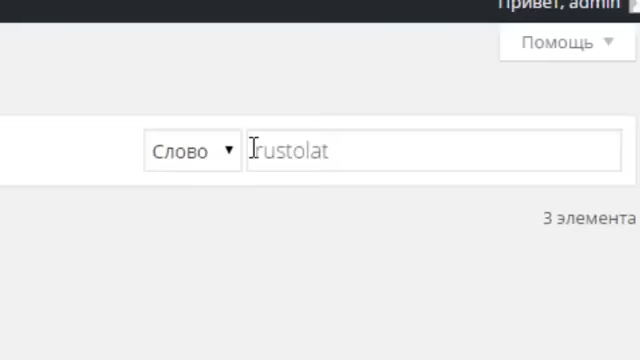 Привет, admin
Помощь
Слово
rustolat
3 элемента